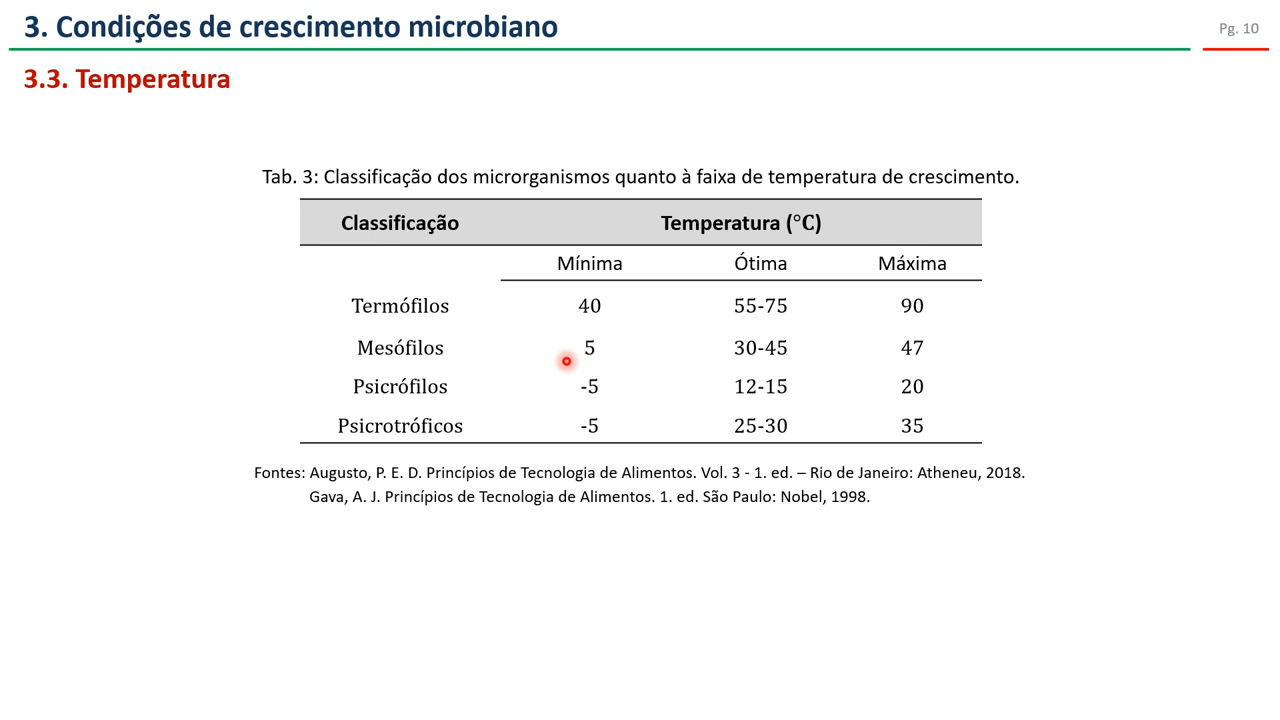 3. Condições de crescimento microbiano
Pg. 10
3.3. Temperatura
Tab. 3: Classificação dos microrganismos quanto à faixa de temperatura de crescimento.
Classificação Temperatura (°C)
Mínima Ótima Máxima
Termófilos 40 55-75 90
Mesófilos 5 30-45 47
Psicrófilos -5 12-15 20
Psicrotróficos -5 25-30 35
Fontes: Augusto, P. E. D. Princípios de Tecnologia de Alimentos. Vol. 3 - 1. ed. – Rio de Janeiro: Atheneu, 2018.
Gava, A. J. Princípios de Tecnologia de Alimentos. 1. ed. São Paulo: Nobel, 1998.